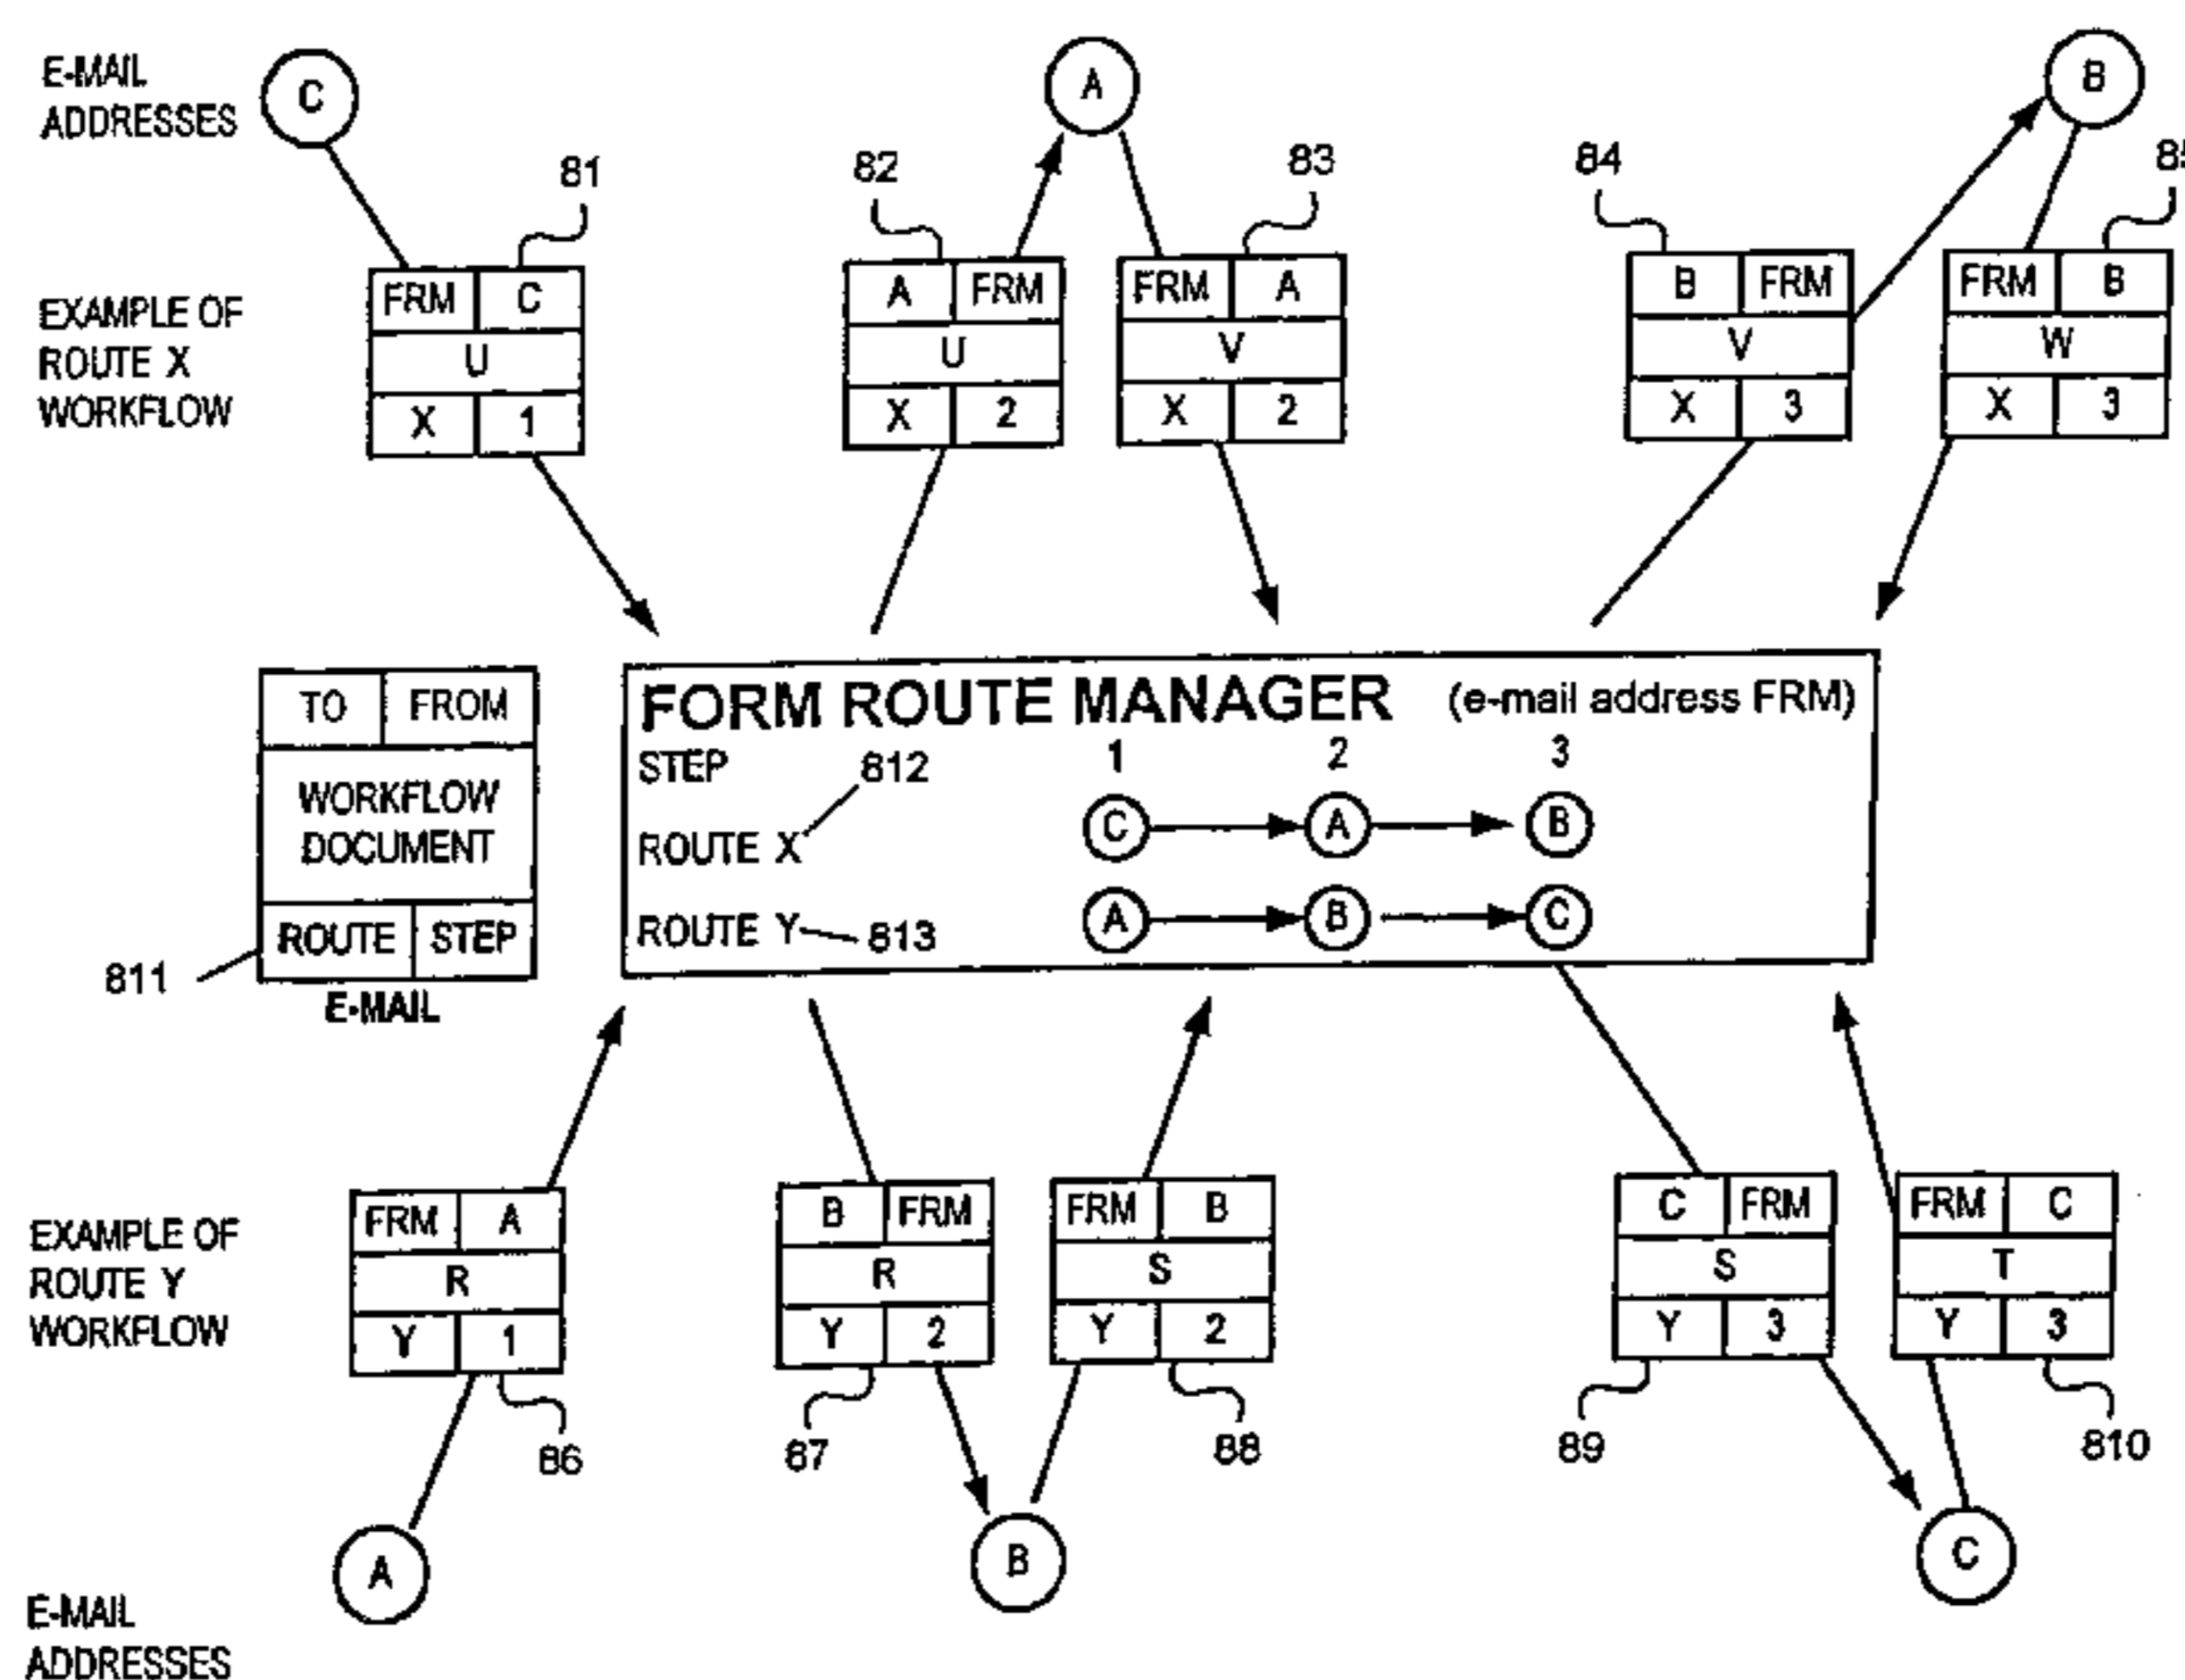 E-MAIL
ADDRESSES
C
A
B
81
82
83
84
EXAMPLE OF
ROUTE X
WORKFLOW
FRM C
U
X 1
A FRM
U
X 2
FRM A
V
X 2
B FRM
V
X 3
FRM B
W
X 3
TO FROM
WORKFLOW
DOCUMENT
ROUTE STEP
E-MAIL
811
FORM ROUTE MANAGER (e-mail address FRM)
STEP 1 2 3
812
ROUTE X C A B
ROUTE Y 813 A B C
EXAMPLE OF
ROUTE Y
WORKFLOW
FRM A
R
Y 1
B FRM
R
Y 2
FRM B
S
Y 2
C FRM
S
Y 3
FRM C
T
Y 3
86
87
88
89
810
A
B
C
E-MAIL
ADDRESSES